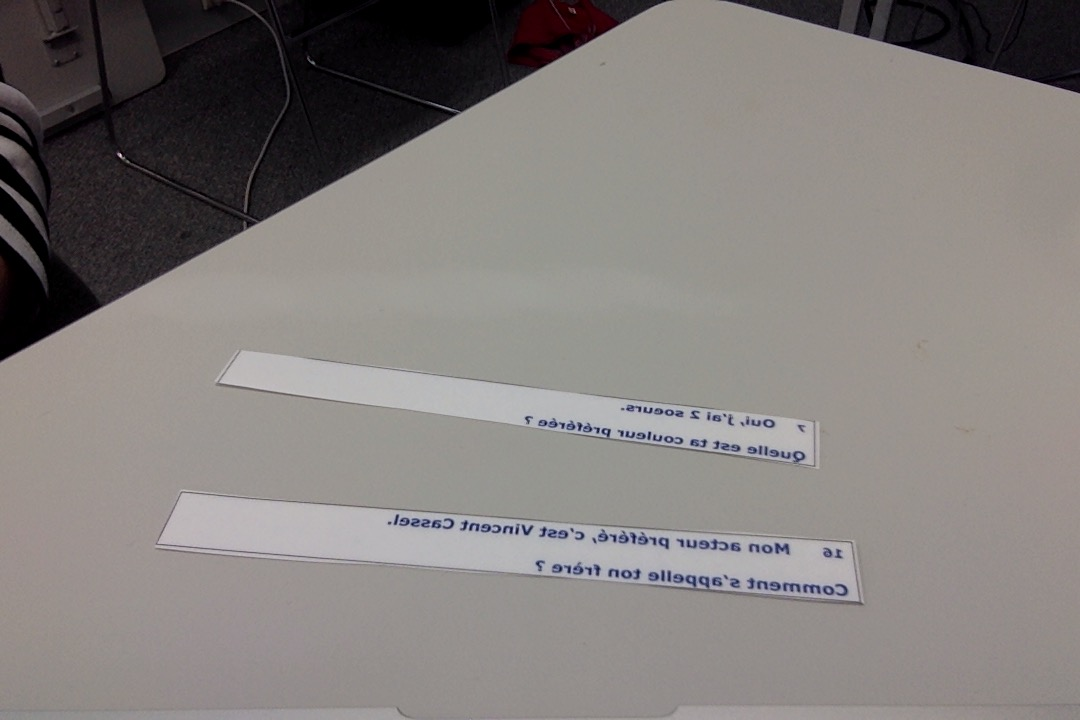 7 Oui, j'ai 2 soeurs.
Quelle est ta couleur préférée ?
16 Mon acteur préféré, c'est Vincent Cassel.
Comment s'appelle ton frère ?